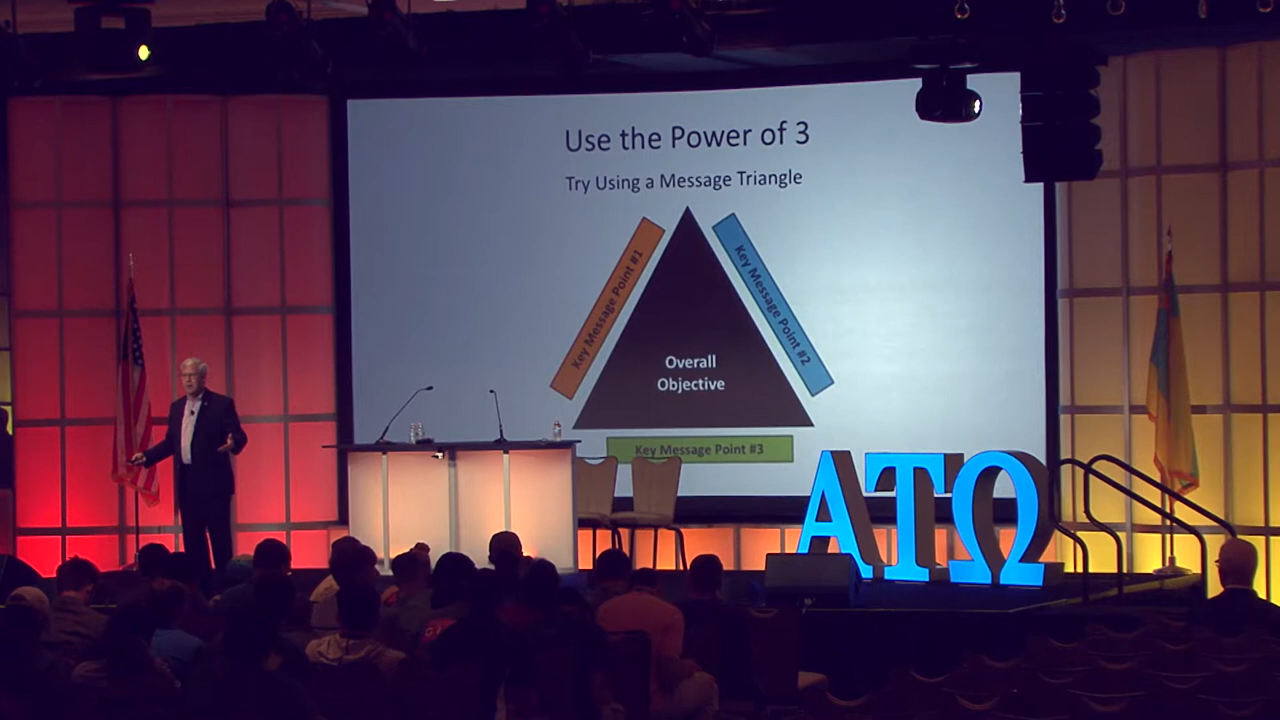 Use the Power of 3
Try Using a Message Triangle
Key Message Point #1
Key Message Point #2
Overall
Objective
Key Message Point #3
ΑΤΩ